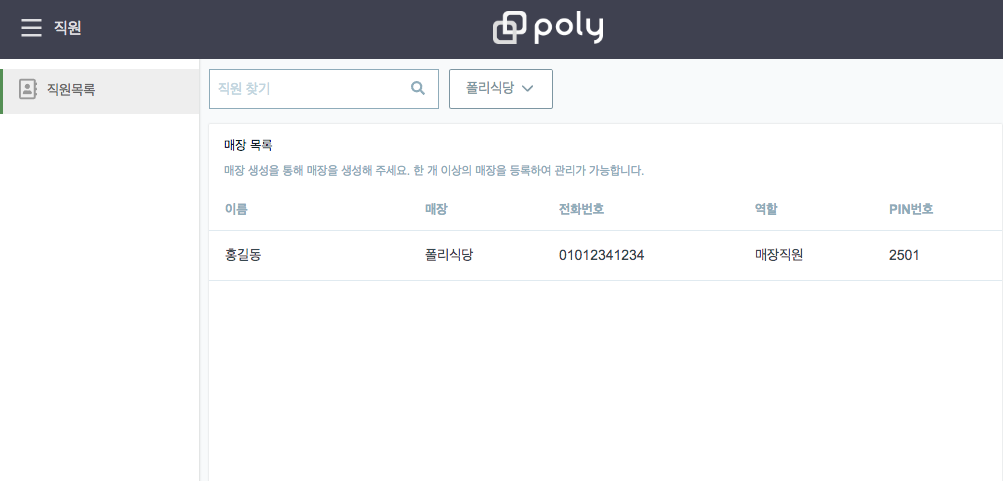 직원
poly
직원목록
직원 찾기
폴리식당
매장 목록
매장 생성을 통해 매장을 생성해 주세요. 한 개 이상의 매장을 등록하여 관리가 가능합니다.
이름 매장 전화번호 역할 PIN번호
홍길동 폴리식당 01012341234 매장직원 2501